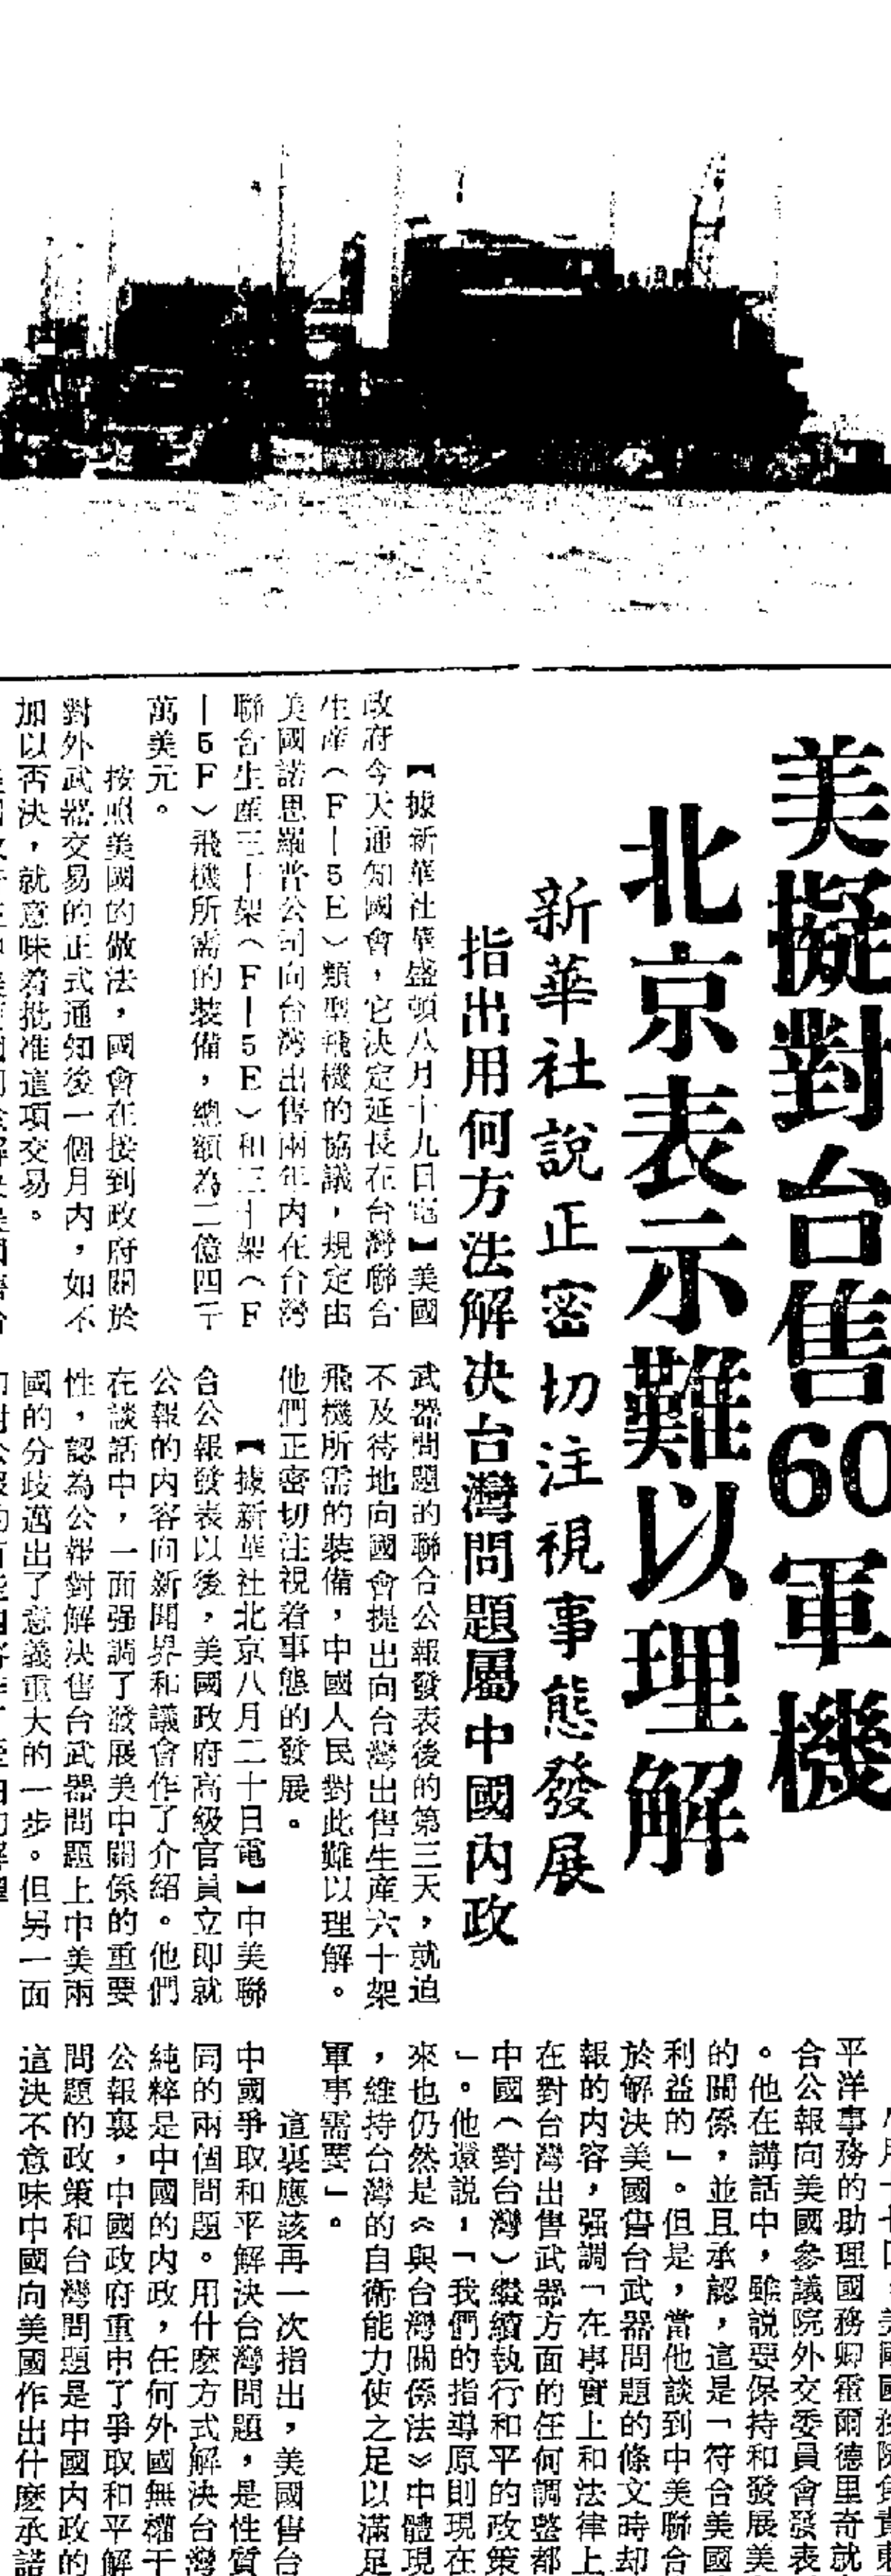 美擬對台售60軍機
北京表示難以理解
新華社說正密切注視事態發展
指出用何方法解決台灣問題屬中國內政
【據新華社華盛頓八月十九日電】美國
政府今天通知國會，它決定延長在台灣聯合
生產（F—5E）類型飛機的協議，規定由
美國諾思羅普公司向台灣出售兩年內在台灣
聯合生產三十架（F—5E）和三十架（F
—5F）飛機所需的裝備，總額為二億四千
萬美元。
按照美國的做法，國會在接到政府關於
對外武器交易的正式通知後一個月內，如不
加以否決，就意味着批准這項交易。
武器問題的聯合公報發表後的第三天，就迫
不及待地向國會提出向台灣出售生產六十架
飛機所需的裝備，中國人民對此難以理解。
他們正密切注視着事態的發展。
【據新華社北京八月二十日電】中美聯
合公報發表以後，美國政府高級官員立即就
公報的內容向新聞界和議會作了介紹。他們
在談話中，一面强調了發展美中關係的重要
性，認為公報對解決售台武器問題上中美兩
國的分歧邁出了意義重大的一步。但另一面
平洋事務的助理國務卿霍爾德里奇就
合公報向美國參議院外交委員會發表
。他在講話中，雖説要保持和發展美
的關係，並且承認，這是「符合美國
利益的」。但是，當他談到中美聯合
於解決美國售台武器問題的條文時却
報的內容，强調「在事實上和法律上
在對台灣出售武器方面的任何調整都
中國（對台灣）繼續執行和平的政策
」。他還説，「我們的指導原則現在
來也仍然是《與台灣關係法》中體現
，維持台灣的自衛能力使之足以滿足
軍事需要」。
這裏應該再一次指出，美國售台
中國爭取和平解決台灣問題，是性質
同的兩個問題。用什麽方式解決台灣
純粹是中國的內政，任何外國無權干
公報裏，中國政府重申了爭取和平解
問題的政策和台灣問題是中國內政的
這決不意味中國向美國作出什麽承諾